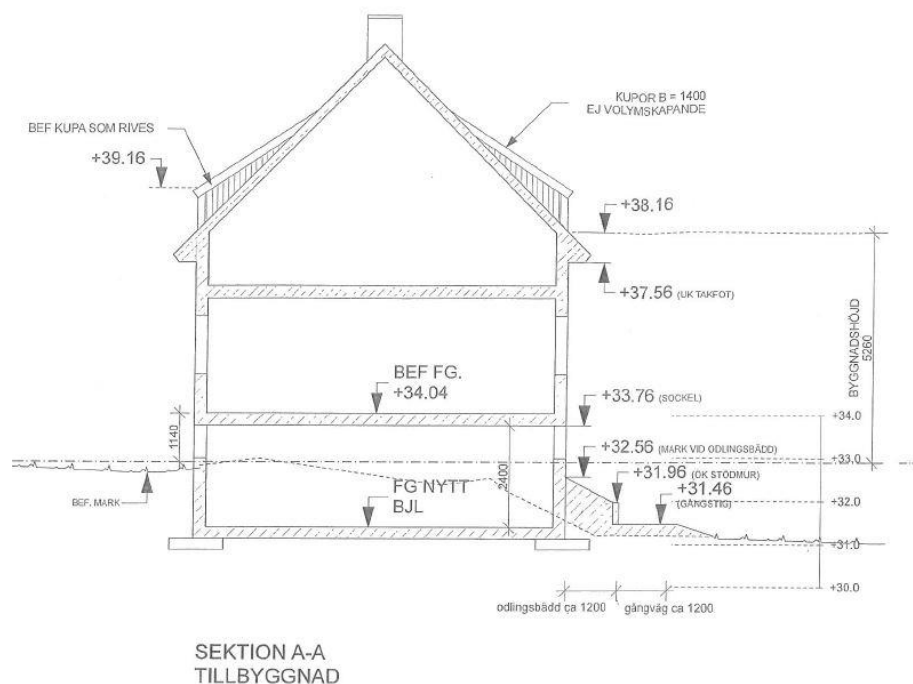 KUPOR B = 1400
EJ VOLYMSKAPANDE
BEF KUPA SOM RIVES
+39.16
+38.16
+37.56 (UK TAKFOT)
BYGGNADSHÖJD
5260
BEF FG.
+34.04
+33.76 (SOCKEL)
+34.0
1140
2400
+32.56 (MARK VID ODLINGSBÄDD)
+33.0
+31.96 (ÖK STÖDMUR)
BEF. MARK
+31.46
(GÅNGSTIG)
+32.0
FG NYTT
BJL
+31.0
+30.0
odlingsbädd ca 1200
gångväg ca 1200
SEKTION A-A
TILLBYGGNAD